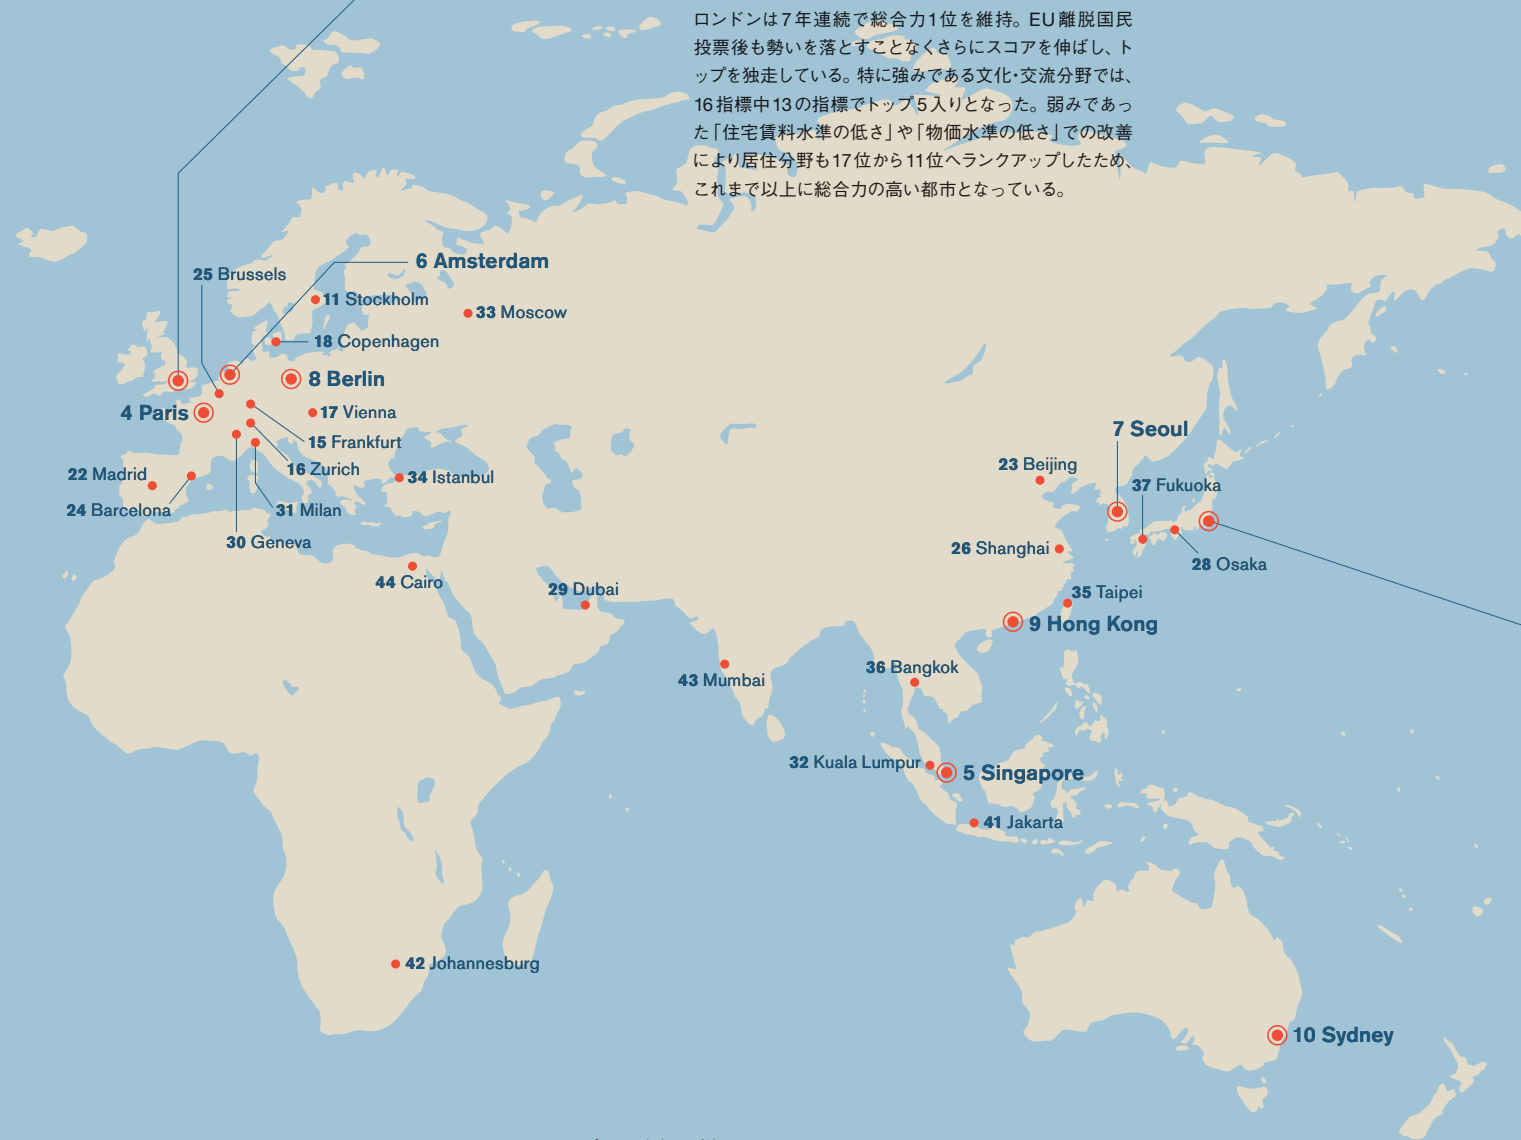 ロンドンは7年連続で総合力1位を維持。EU離脱国民
投票後も勢いを落とすことなくさらにスコアを伸ばし、ト
ップを独走している。特に強みである文化・交流分野では、
16指標中13の指標でトップ5入りとなった。弱みであっ
た「住宅賃料水準の低さ」や「物価水準の低さ」での改善
により居住分野も17位から11位へランクアップしたため、
これまで以上に総合力の高い都市となっている。
6 Amsterdam
25 Brussels
11 Stockholm
33 Moscow
18 Copenhagen
8 Berlin
4 Paris
17 Vienna
15 Frankfurt
16 Zurich
22 Madrid
34 Istanbul
24 Barcelona
31 Milan
30 Geneva
44 Cairo
29 Dubai
7 Seoul
23 Beijing
37 Fukuoka
26 Shanghai
28 Osaka
35 Taipei
9 Hong Kong
43 Mumbai
36 Bangkok
32 Kuala Lumpur
5 Singapore
41 Jakarta
42 Johannesburg
10 Sydney